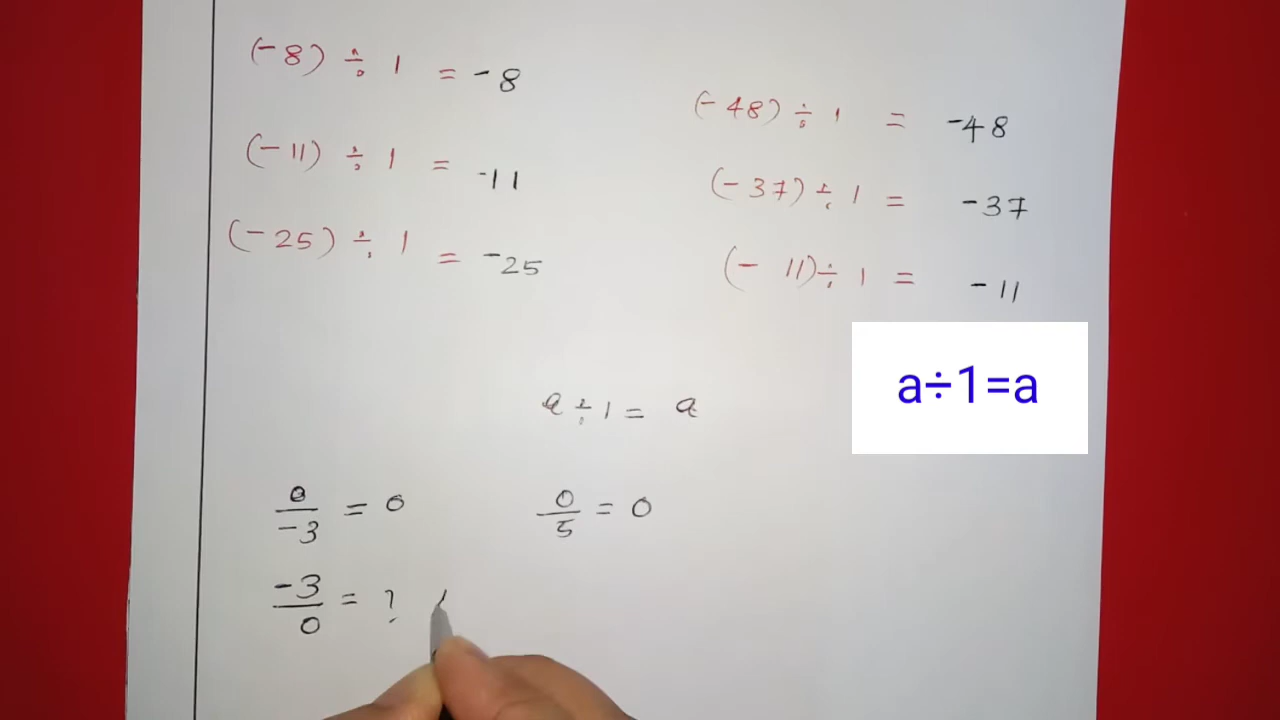 (-8) ÷ 1 = -8
(-11) ÷ 1 = -11
(-25) ÷ 1 = -25
(-48) ÷ 1 = -48
(-37) ÷ 1 = -37
(- 11) ÷ 1 = -11
a÷1=a
a ÷ 1 = a
0/-3 = 0
0/5 = 0
-3/0 = ?